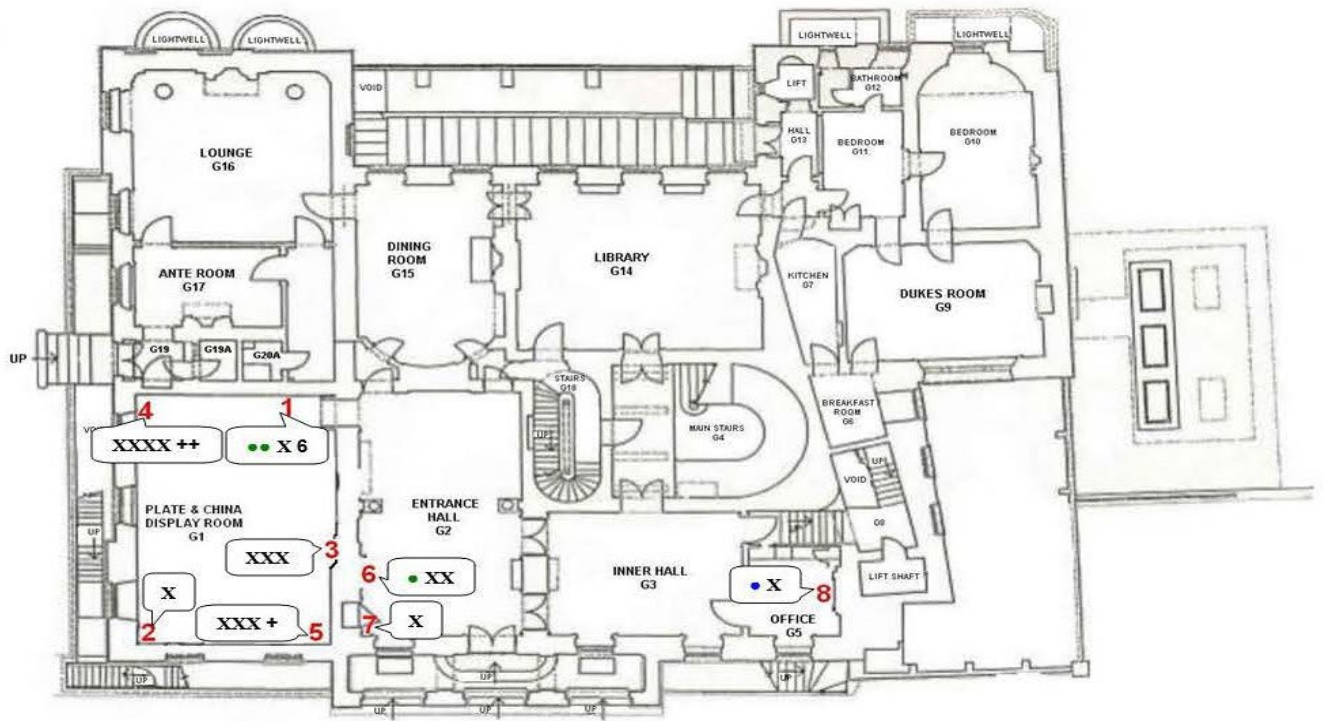 LIGHTWELL
LIGHTWELL
LIGHTWELL
LIGHTWELL
VOID
LIFT
BATHROOM
G12
LOUNGE
G16
HALL
G13
BEDROOM
G11
BEDROOM
G10
DINING
ROOM
G15
LIBRARY
G14
ANTE ROOM
G17
KITCHEN
G7
DUKES ROOM
G9
UP
G19
G19A
G20A
STAIRS
G18
4
XXXX ++
1
•• X 6
UP
MAIN STAIRS
G4
BREAKFAST
ROOM
G6
PLATE & CHINA
DISPLAY ROOM
G1
ENTRANCE
HALL
G2
VOID
UP
UP
G8
XXX
3
INNER HALL
G3
LIFT SHAFT
6
• XX
• X
8
X
2
XXX +
5
7
X
OFFICE
G5
UP
UP
UP
UP
UP
UP